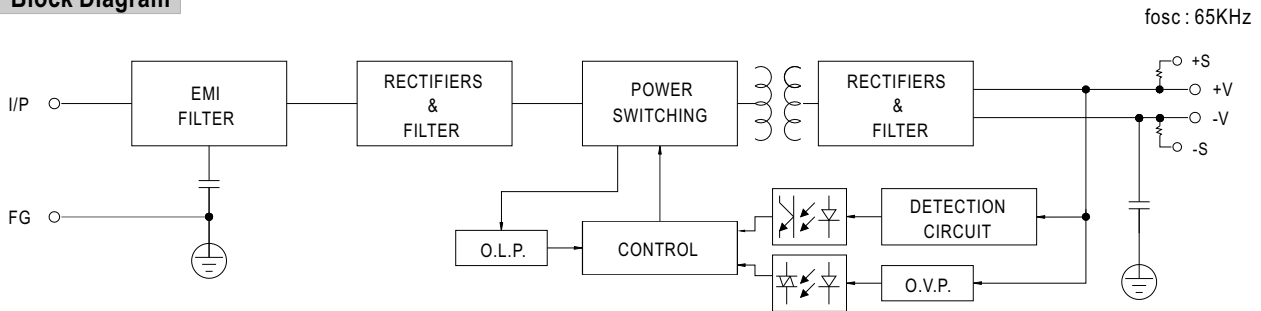 Block Diagram
fosc : 65KHz
I/P
EMI
FILTER
RECTIFIERS
&
FILTER
POWER
SWITCHING
RECTIFIERS
&
FILTER
+S
+V
-V
-S
FG
O.L.P.
CONTROL
DETECTION
CIRCUIT
O.V.P.